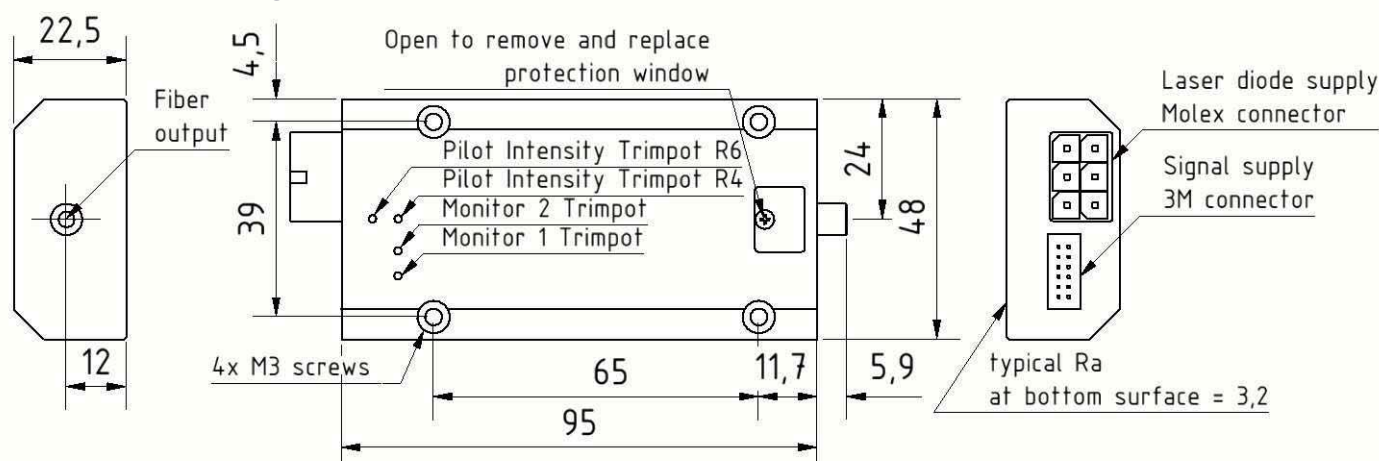 22,5
4,5
Open to remove and replace
protection window
Fiber
output
Laser diode supply
Molex connector
Pilot Intensity Trimpot R6
Pilot Intensity Trimpot R4
Monitor 2 Trimpot
Monitor 1 Trimpot
Signal supply
3M connector
39
24
48
12
4x M3 screws
65
11,7
5,9
95
typical Ra
at bottom surface = 3,2